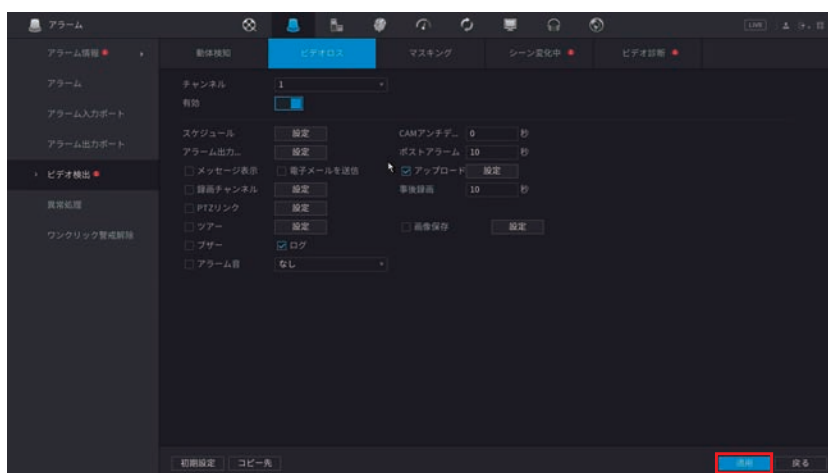 アラーム
LIVE
アラーム情報
動体検知 ビデオロス マスキング シーン変化中 ビデオ診断
アラーム
チャンネル 1
有効
アラーム入力ポート
アラーム出力ポート
スケジュール 設定 CAMアンチデ... 0 秒
アラーム出力... 設定 ポストアラーム 10 秒
ビデオ検出
メッセージ表示 電子メールを送信 アップロード 設定
録画チャンネル 設定 事後録画 10 秒
異常処理
PTZリンク 設定
ツアー 設定 画像保存 設定
ワンクリック警戒解除
ブザー ログ
アラーム音 なし
初期設定 コピー先 適用 戻る